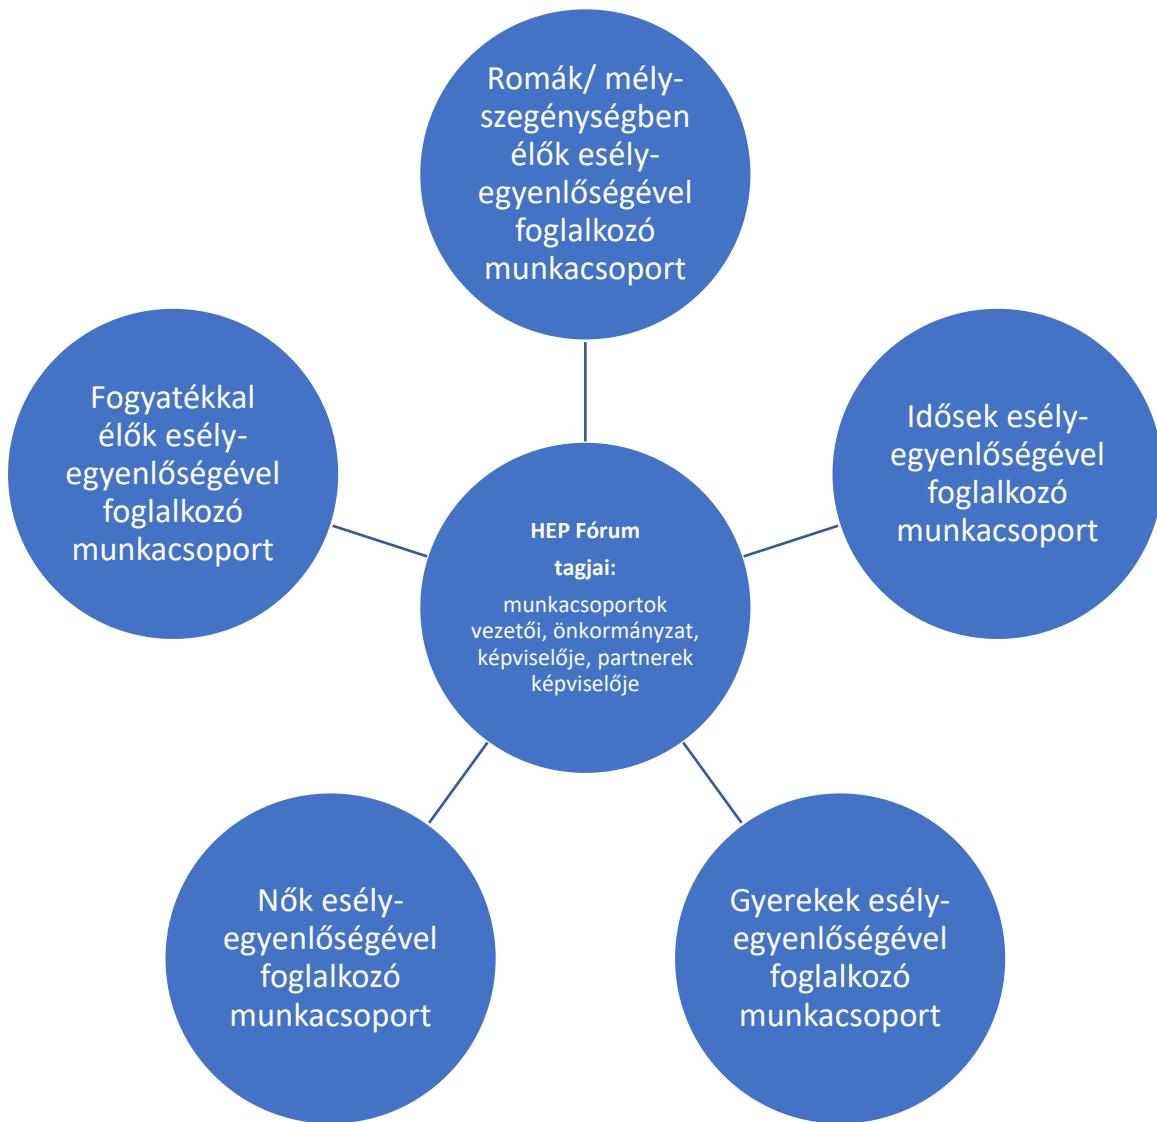 Romák/ mély-
szegénységben
élők esély-
egyenlőségével
foglalkozó
munkacsoport
Idősek esély-
egyenlőségével
foglalkozó
munkacsoport
Gyerekek esély-
egyenlőségével
foglalkozó
munkacsoport
Nők esély-
egyenlőségével
foglalkozó
munkacsoport
Fogyatékkal
élők esély-
egyenlőségével
foglalkozó
munkacsoport
HEP Fórum
tagjai:
munkacsoportok
vezetői, önkormányzat,
képviselője, partnerek
képviselője